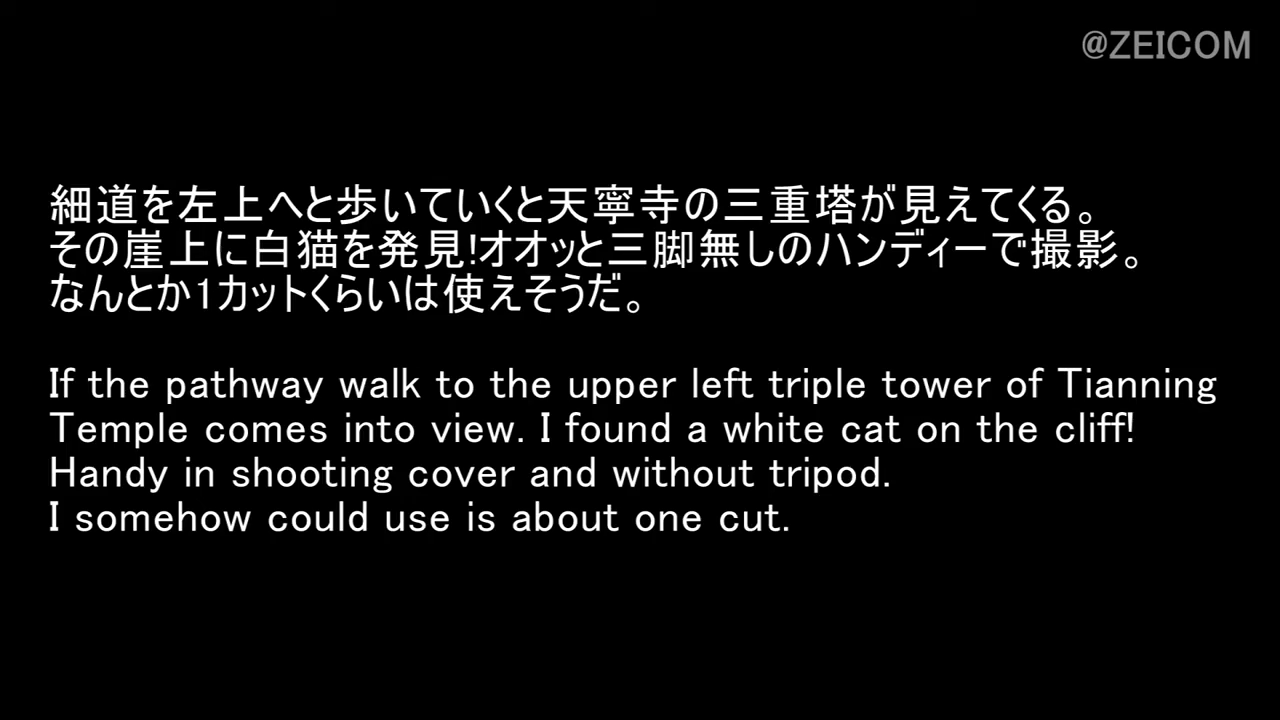 @ZEICOM
細道を左上へと歩いていくと天寧寺の三重塔が見えてくる。
その崖上に白猫を発見!オオッと三脚無しのハンディーで撮影。
なんとか1カットくらいは使えそうだ。
If the pathway walk to the upper left triple tower of Tianning
Temple comes into view. I found a white cat on the cliff!
Handy in shooting cover and without tripod.
I somehow could use is about one cut.